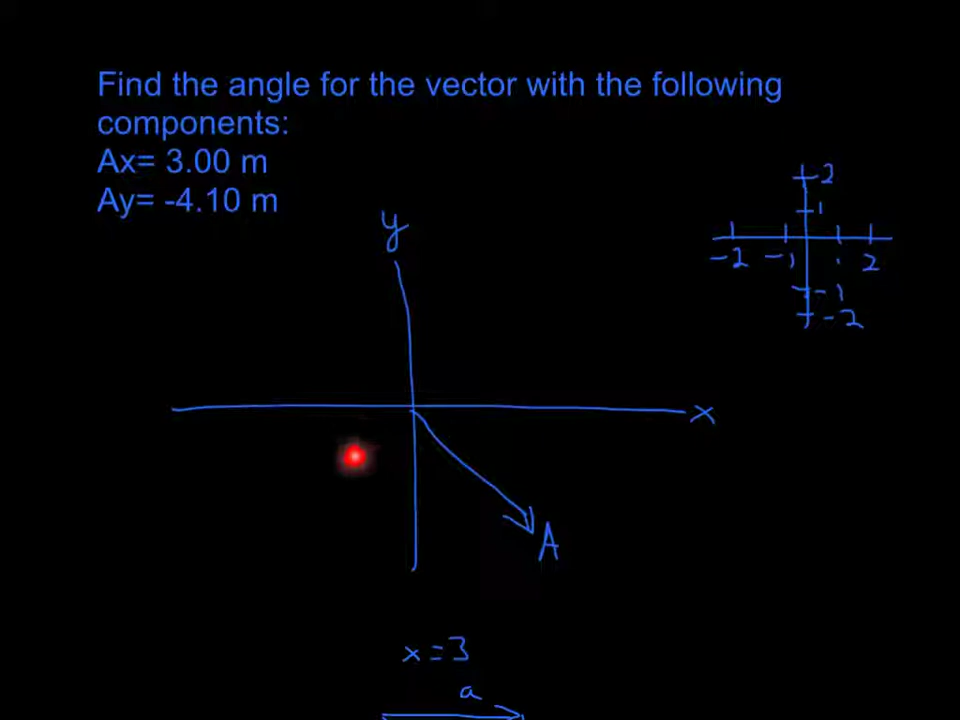 Find the angle for the vector with the following
components:
Ax= 3.00 m
Ay= -4.10 m
y
2
1
-2 -1 1 2
-1
-2
x
A
x = 3
a